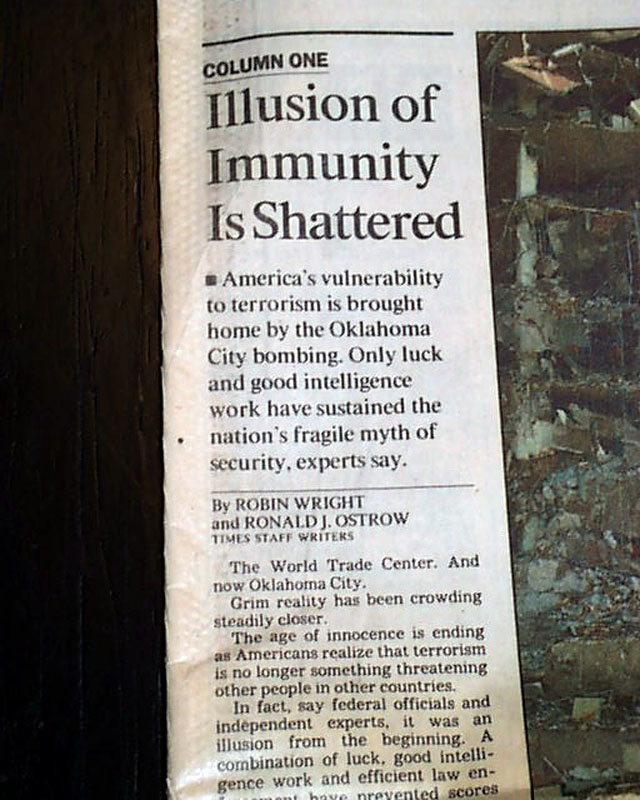 COLUMN ONE
Illusion of
Immunity
Is Shattered
■ America's vulnerability
to terrorism is brought
home by the Oklahoma
City bombing. Only luck
and good intelligence
work have sustained the
nation's fragile myth of
security, experts say.
By ROBIN WRIGHT
and RONALD J. OSTROW
TIMES STAFF WRITERS
The World Trade Center. And
now Oklahoma City.
Grim reality has been crowding
steadily closer.
The age of innocence is ending
as Americans realize that terrorism
is no longer something threatening
other people in other countries.
In fact, say federal officials and
independent experts, it was an
illusion from the beginning. A
combination of luck, good intelli-
gence work and efficient law en-
have prevented scores